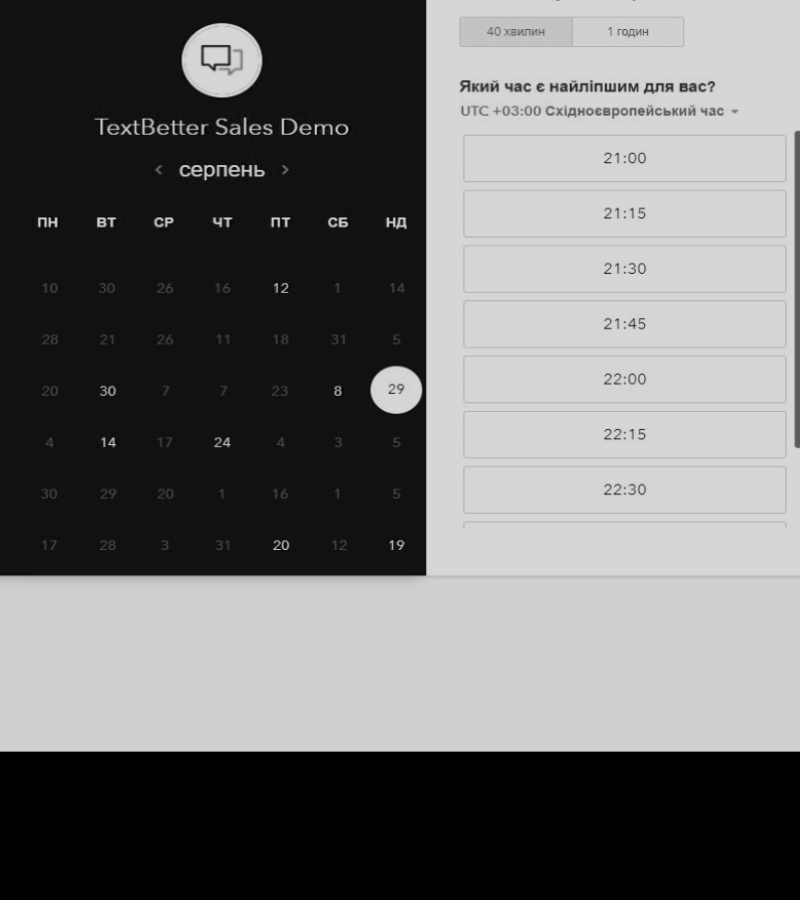 TextBetter Sales Demo
< серпень >
ПН ВТ СР ЧТ ПТ СБ НД
10 30 26 16 12 1 14
28 21 26 11 18 31 5
20 30 7 7 23 8 29
4 14 17 24 4 3 5
30 29 20 1 16 1 5
17 28 3 31 20 12 19
40 хвилин 1 годин
Який час є найліпшим для вас?
UTC +03:00 Східноєвропейський час
21:00
21:15
21:30
21:45
22:00
22:15
22:30